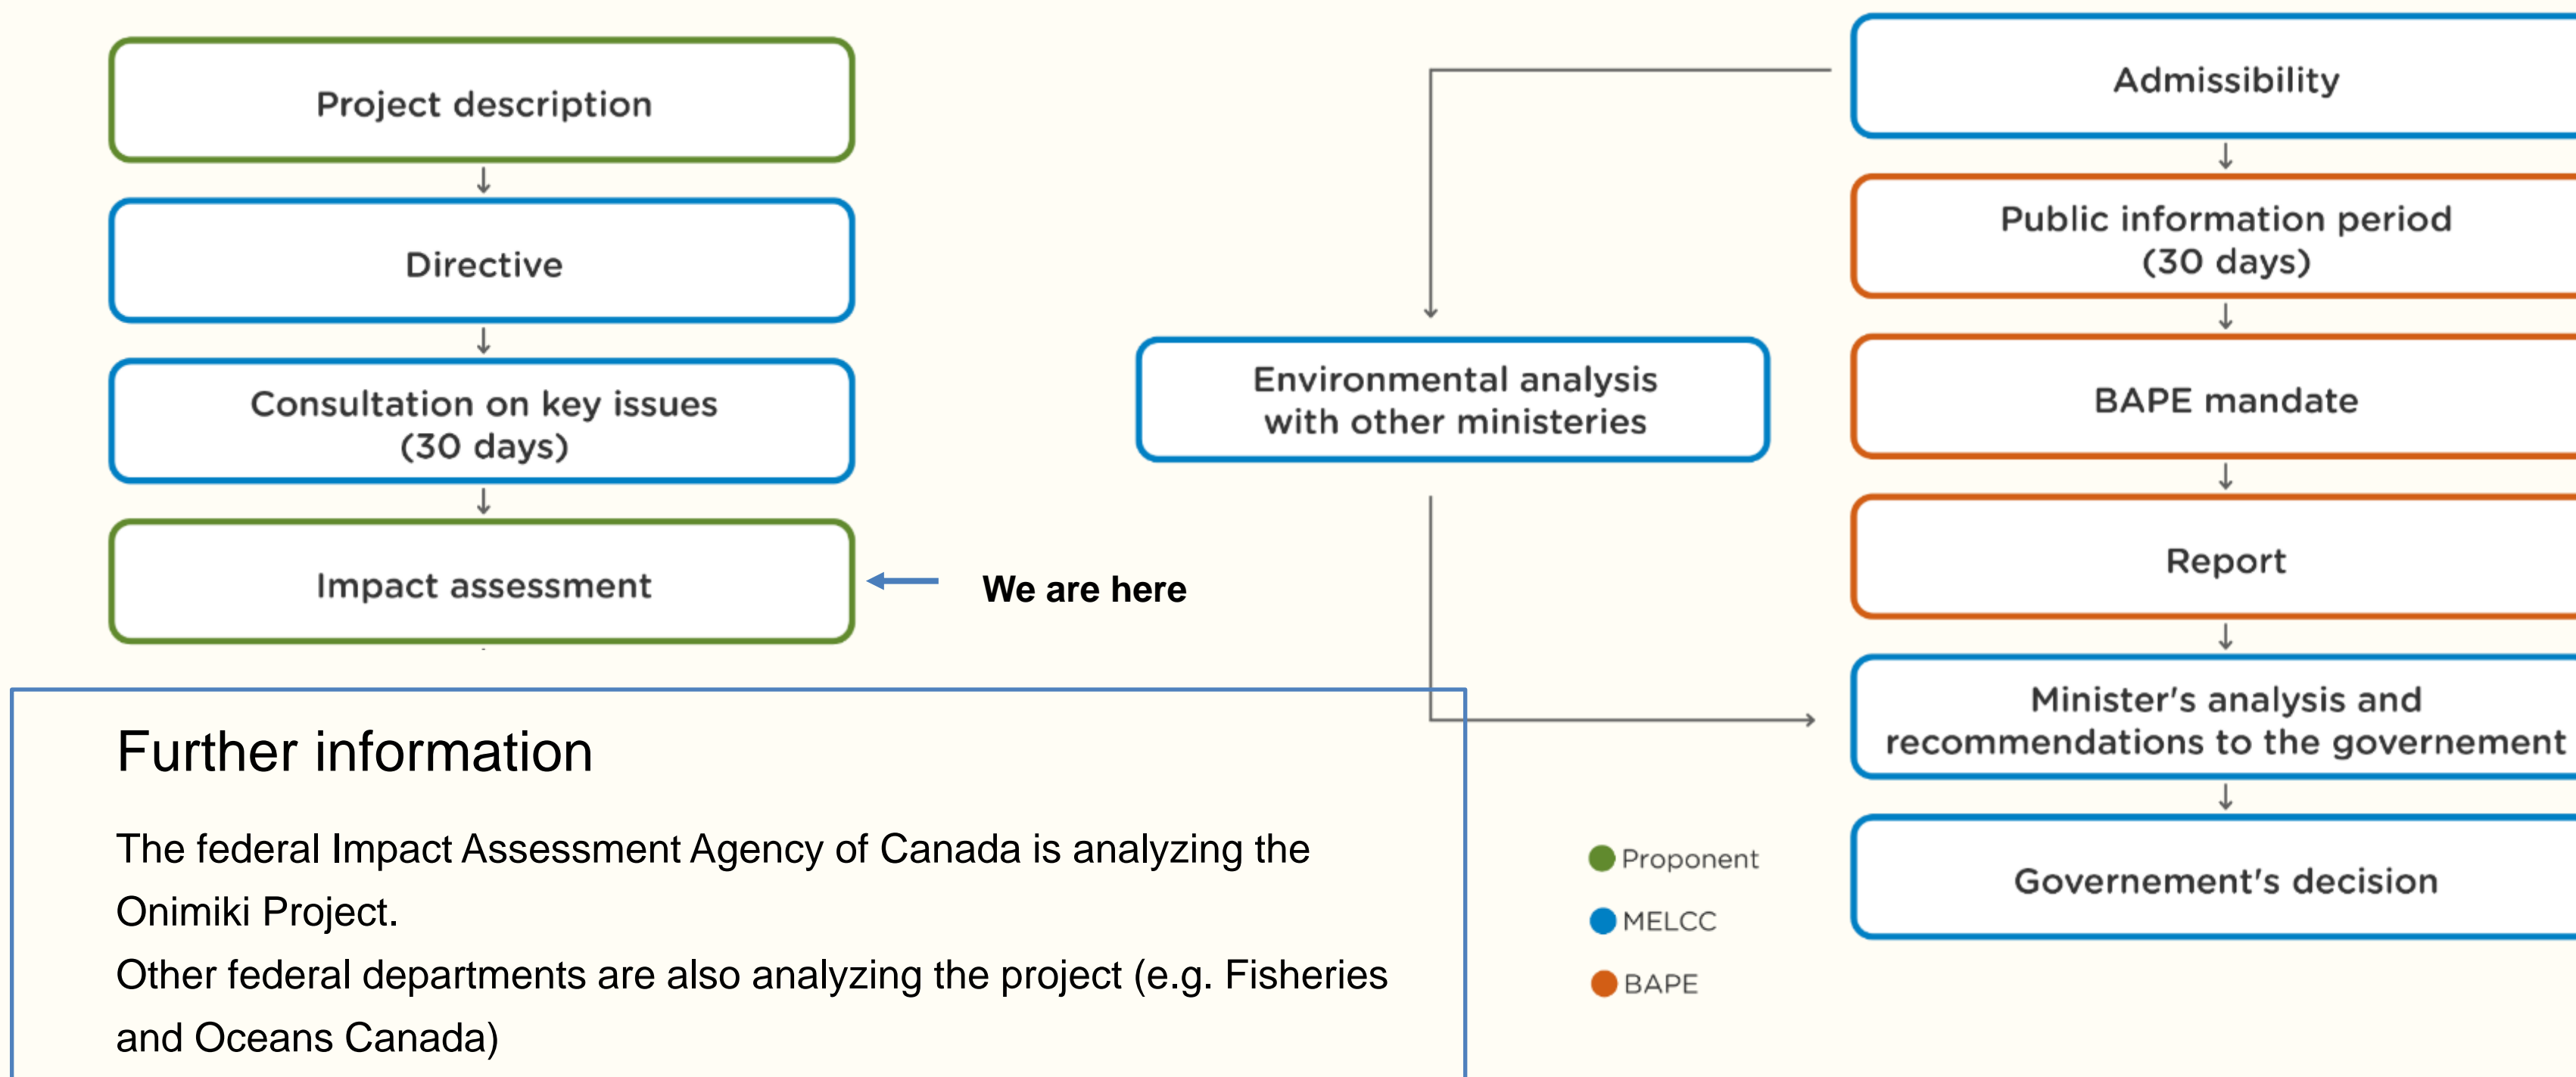 Project description
Directive
Consultation on key issues
(30 days)
Impact assessment
We are here
Environmental analysis
with other ministeries
Admissibility
Public information period
(30 days)
BAPE mandate
Report
Minister's analysis and
recommendations to the governement
Governement's decision
Proponent
MELCC
BAPE
Further information
The federal Impact Assessment Agency of Canada is analyzing the
Onimiki Project.
Other federal departments are also analyzing the project (e.g. Fisheries
and Oceans Canada)